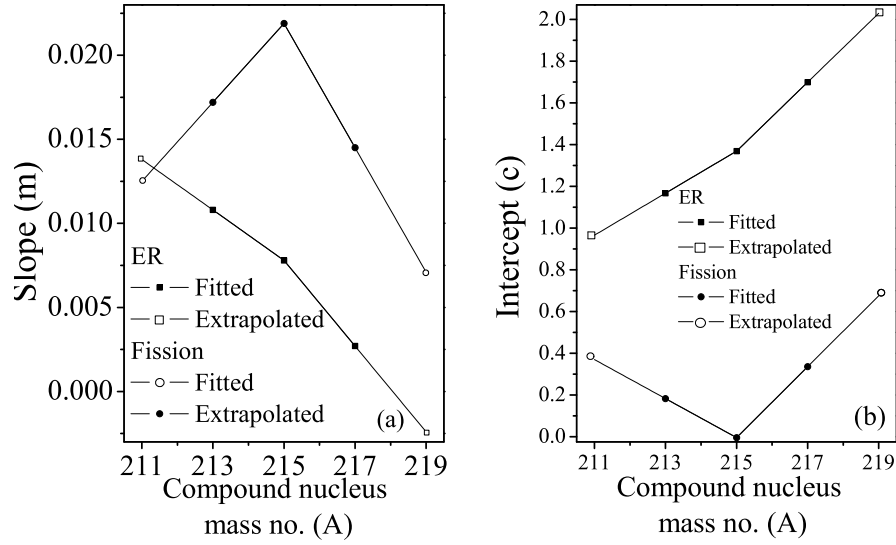 0.020
0.015
0.010
0.005
0.000
Slope (m)
ER
Fitted
Extrapolated
Fission
Fitted
Extrapolated
(a)
211 213 215 217 219
Compound nucleus
mass no. (A)
2.0
1.8
1.6
1.4
1.2
1.0
0.8
0.6
0.4
0.2
0.0
Intercept (c)
ER
Fitted
Extrapolated
Fission
Fitted
Extrapolated
(b)
211 213 215 217 219
Compound nucleus
mass no. (A)